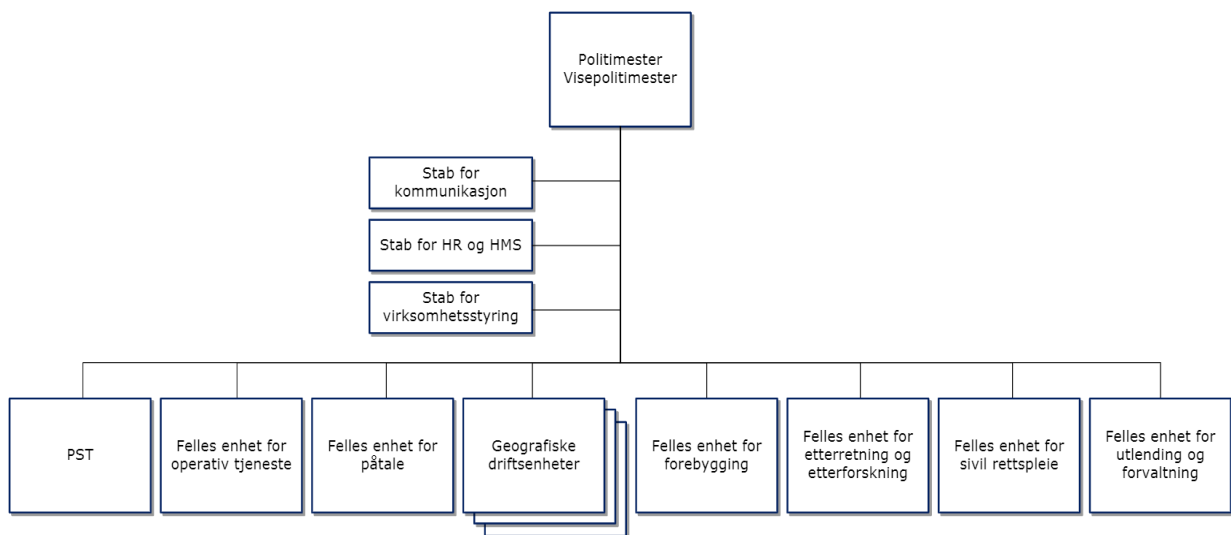 Politimester
Visepolitimester
Stab for
kommunikasjon
Stab for HR og HMS
Stab for
virksomhetsstyring
PST
Felles enhet for
operativ tjeneste
Felles enhet for
påtale
Geografiske
driftsenheter
Felles enhet for
forebygging
Felles enhet for
etterretning og
etterforskning
Felles enhet for
sivil rettspleie
Felles enhet for
utlending og
forvaltning